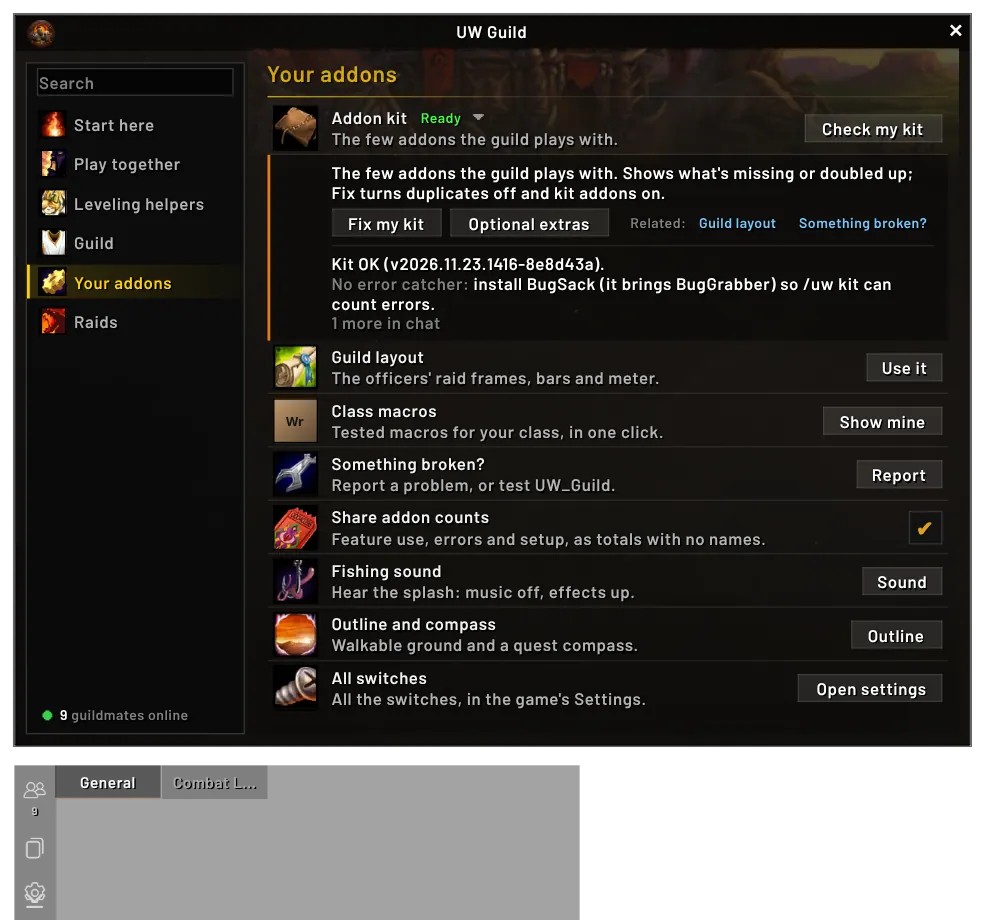 UW Guild
Search
Start here
Play together
Leveling helpers
Guild
Your addons
Raids
9 guildmates online
Your addons
Addon kit Ready
The few addons the guild plays with.
Check my kit
The few addons the guild plays with. Shows what's missing or doubled up;
Fix turns duplicates off and kit addons on.
Fix my kit Optional extras Related: Guild layout Something broken?
Kit OK (v2026.11.23.1416-8e8d43a).
No error catcher: install BugSack (it brings BugGrabber) so /uw kit can
count errors.
1 more in chat
Guild layout
The officers' raid frames, bars and meter.
Use it
Wr
Class macros
Tested macros for your class, in one click.
Show mine
Something broken?
Report a problem, or test UW_Guild.
Report
Share addon counts
Feature use, errors and setup, as totals with no names.
Fishing sound
Hear the splash: music off, effects up.
Sound
Outline and compass
Walkable ground and a quest compass.
Outline
All switches
All the switches, in the game's Settings.
Open settings
General Combat L...
9